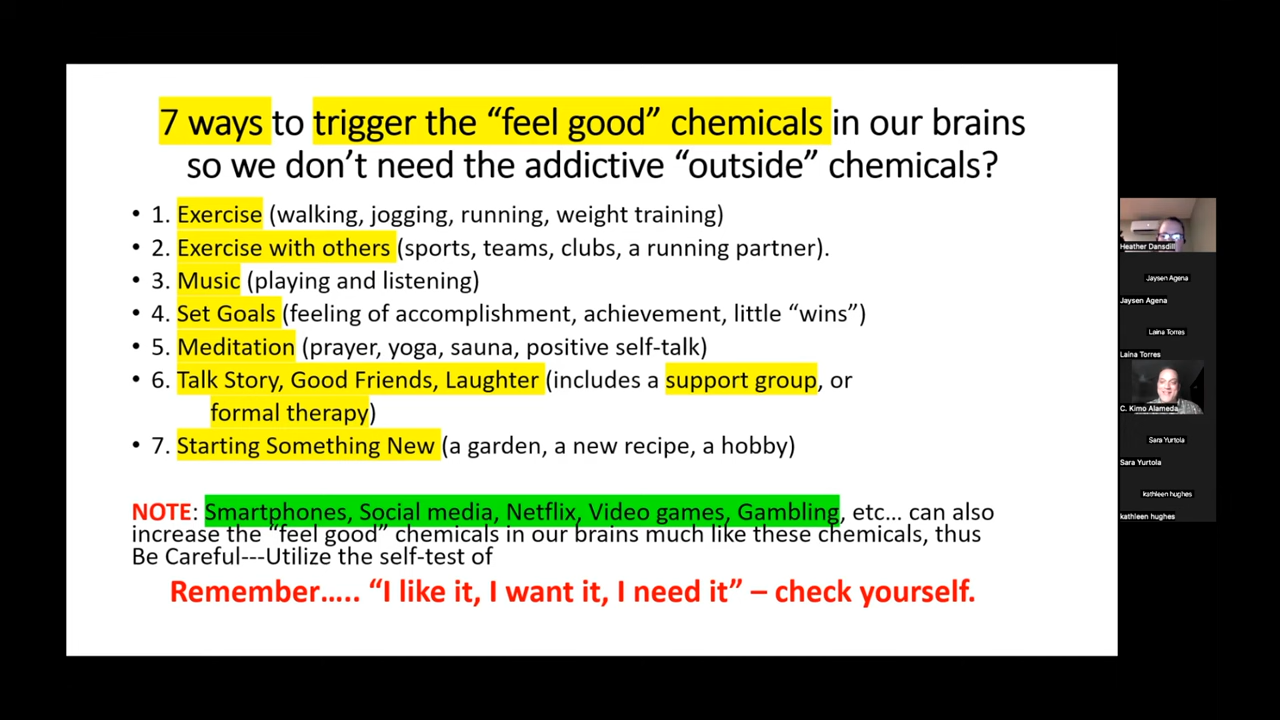 7 ways to trigger the “feel good” chemicals in our brains
so we don’t need the addictive “outside” chemicals?
• 1. Exercise (walking, jogging, running, weight training)
• 2. Exercise with others (sports, teams, clubs, a running partner).
• 3. Music (playing and listening)
• 4. Set Goals (feeling of accomplishment, achievement, little “wins”)
• 5. Meditation (prayer, yoga, sauna, positive self-talk)
• 6. Talk Story, Good Friends, Laughter (includes a support group, or
formal therapy)
• 7. Starting Something New (a garden, a new recipe, a hobby)
NOTE: Smartphones, Social media, Netflix, Video games, Gambling, etc... can also
increase the “feel good” chemicals in our brains much like these chemicals, thus
Be Careful---Utilize the self-test of
Remember..... “I like it, I want it, I need it” – check yourself.
Heather Dansdill
Jaysen Agena
Jaysen Agena
Laina Torres
Laina Torres
C. Kimo Alameda
Sara Yurtola
Sara Yurtola
kathleen hughes
kathleen hughes